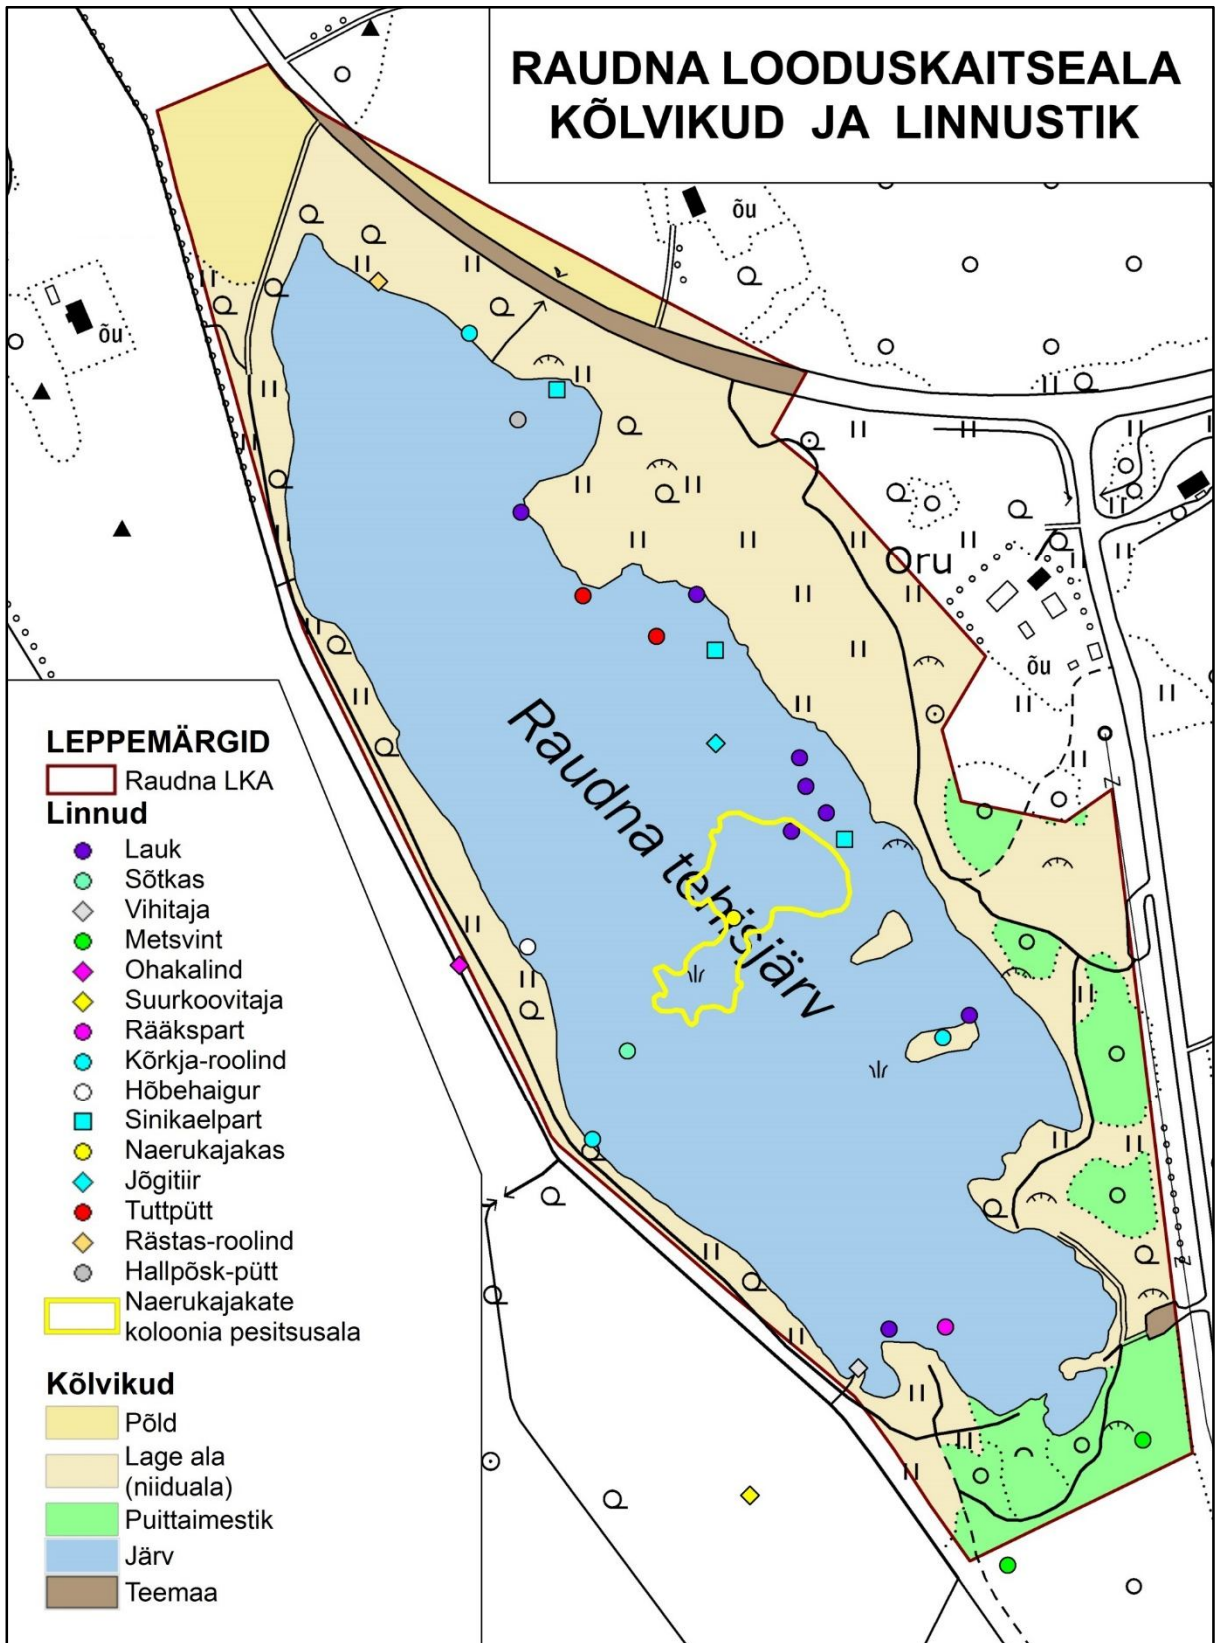 RAUDNA LOODUSKAITSEALA
KÕLVIKUD JA LINNUSTIK
õu
õu
Oru
õu
Raudna tehisjärv
LEPPEMÄRGID
Raudna LKA
Linnud
Lauk
Sõtkas
Vihitaja
Metsvint
Ohakalind
Suurkoovitaja
Rääkspart
Kõrkja-roolind
Hõbehaigur
Sinikaelpart
Naerukajakas
Jõgitiir
Tuttpütt
Rästas-roolind
Hallpõsk-pütt
Naerukajakate
koloonia pesitsusala
Kõlvikud
Põld
Lage ala
(niiduala)
Puittaimestik
Järv
Teemaa